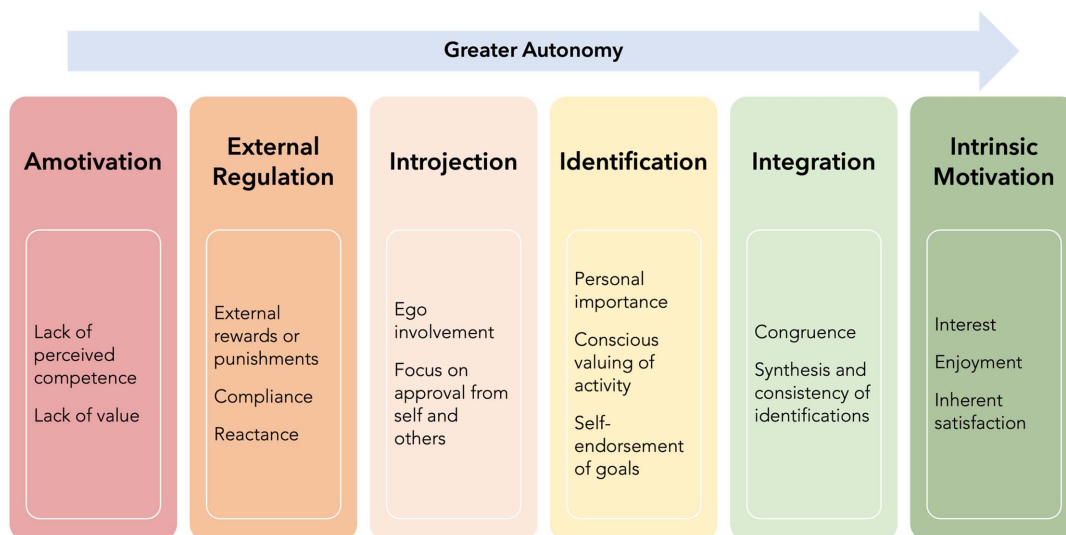 Greater Autonomy
Amotivation
Lack of
perceived
competence
Lack of value
External
Regulation
External
rewards or
punishments
Compliance
Reactance
Introjection
Ego
involvement
Focus on
approval from
self and
others
Identification
Personal
importance
Conscious
valuing of
activity
Self-
endorsement
of goals
Integration
Congruence
Synthesis and
consistency of
identifications
Intrinsic
Motivation
Interest
Enjoyment
Inherent
satisfaction